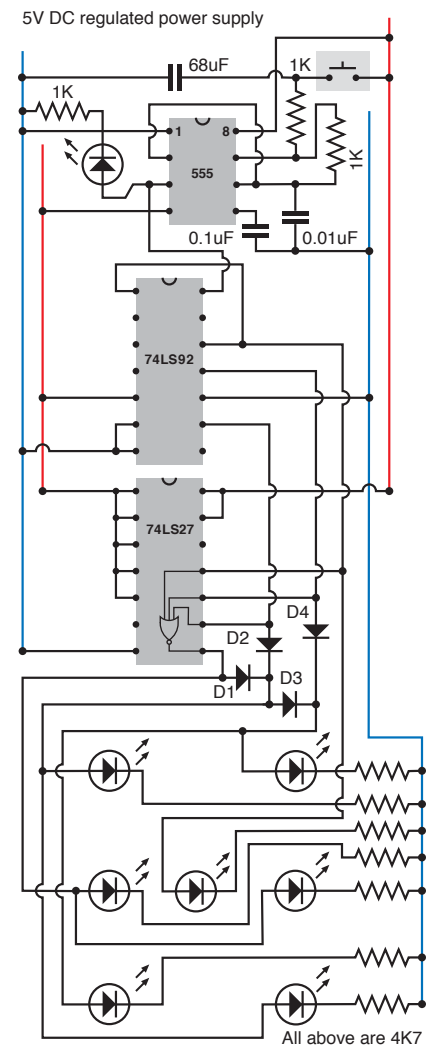 5V DC regulated power supply
68uF
1K
1K
1
8
555
1K
0.1uF
0.01uF
74LS92
74LS27
D2
D4
D1
D3
All above are 4K7